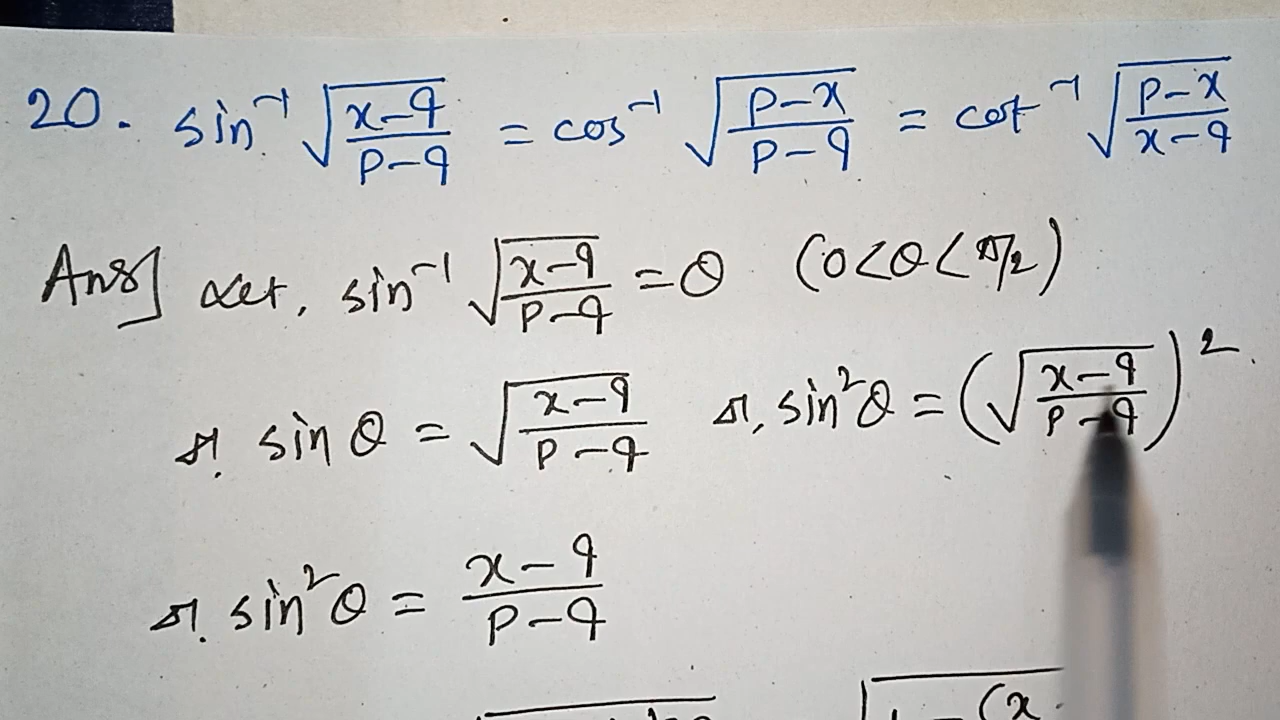 20. sin⁻¹ √((x-q)/(p-q)) = cos⁻¹ √((p-x)/(p-q)) = cot⁻¹ √((p-x)/(x-q))
Ans] Let, sin⁻¹ √((x-q)/(p-q)) = θ (0<θ<π/2)
বা, sin θ = √((x-q)/(p-q)) বা, sin²θ = (√((x-q)/(p-q)))².
বা, sin²θ = (x-q)/(p-q)